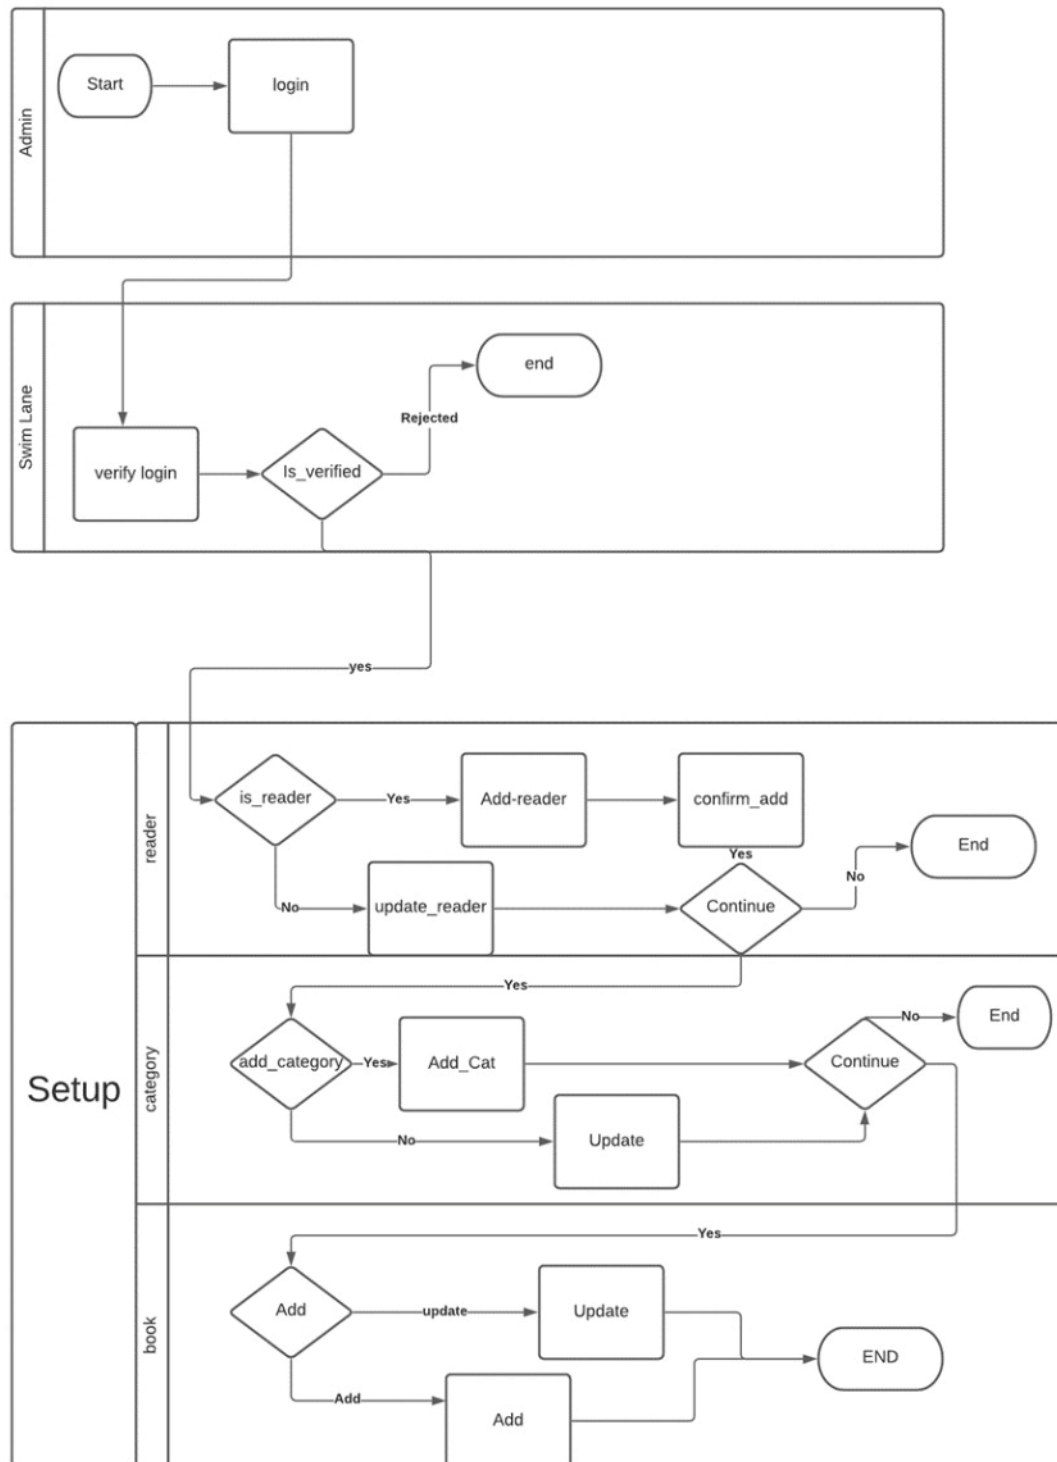 Admin
Start
login
Swim Lane
end
Rejected
verify login
Is_verified
yes
Setup
reader
is_reader
Yes
Add-reader
confirm_add
Yes
End
No
No
update_reader
Continue
category
Yes
No
End
add_category
Yes
Add_Cat
Continue
No
Update
book
Yes
Add
update
Update
END
Add
Add